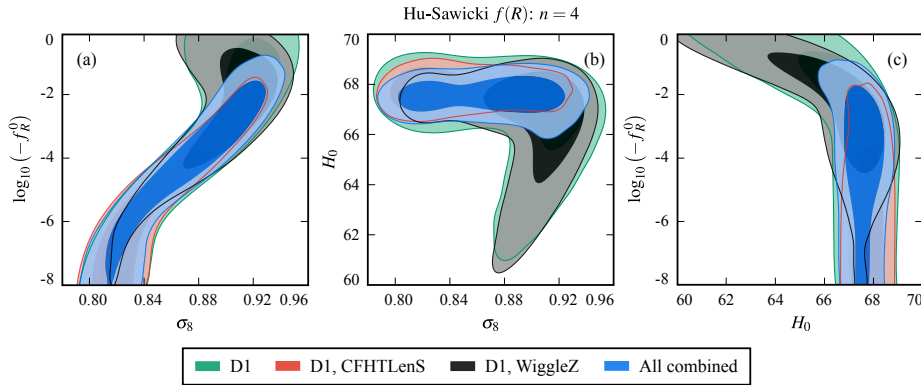 Hu-Sawicki f(R): n = 4
(a)
0
-2
-4
-6
-8
log₁₀ (−f_R^0)
0.80 0.84 0.88 0.92 0.96
σ₈
(b)
70
68
66
64
62
60
H₀
0.80 0.84 0.88 0.92 0.96
σ₈
(c)
0
-2
-4
-6
-8
log₁₀ (−f_R^0)
60 62 64 66 68 70
H₀
D1 D1, CFHTLenS D1, WiggleZ All combined